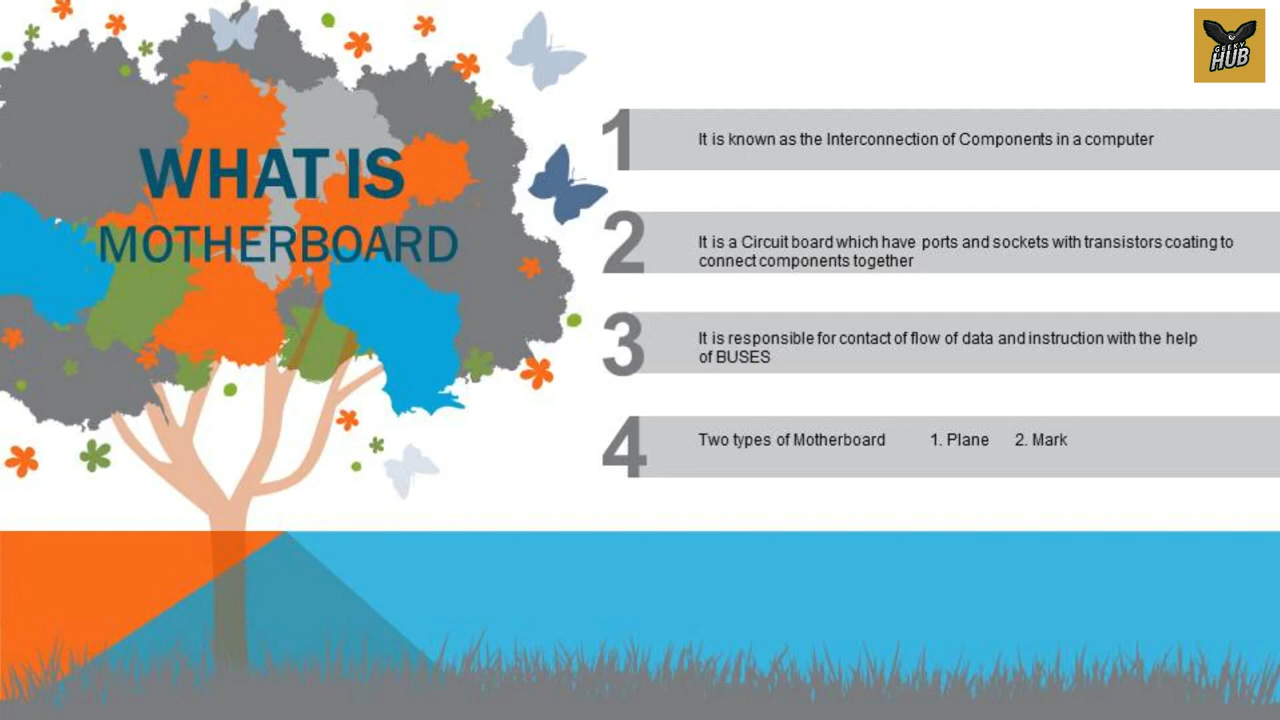 GEEKY
HUB
WHAT IS
MOTHERBOARD
1
It is known as the Interconnection of Components in a computer
2
It is a Circuit board which have ports and sockets with transistors coating to
connect components together
3
It is responsible for contact of flow of data and instruction with the help
of BUSES
4
Two types of Motherboard 1. Plane 2. Mark